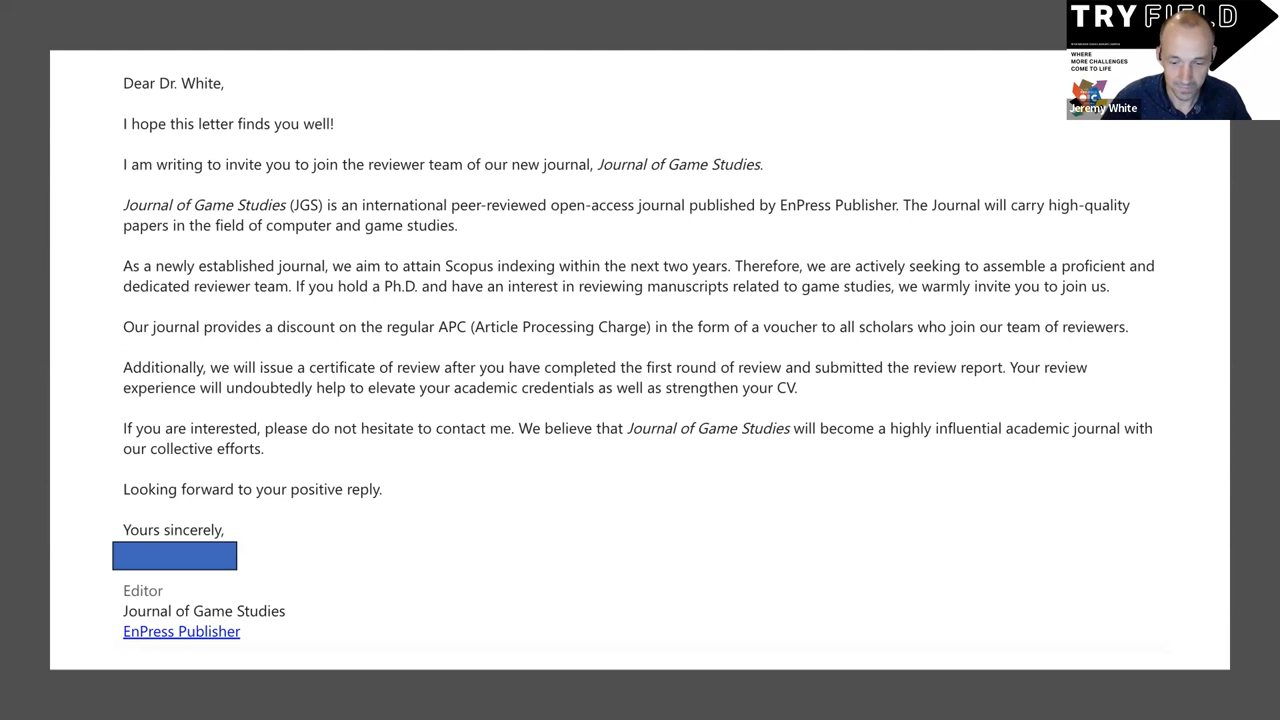 Dear Dr. White,
I hope this letter finds you well!
I am writing to invite you to join the reviewer team of our new journal, Journal of Game Studies.
Journal of Game Studies (JGS) is an international peer-reviewed open-access journal published by EnPress Publisher. The Journal will carry high-quality
papers in the field of computer and game studies.
As a newly established journal, we aim to attain Scopus indexing within the next two years. Therefore, we are actively seeking to assemble a proficient and
dedicated reviewer team. If you hold a Ph.D. and have an interest in reviewing manuscripts related to game studies, we warmly invite you to join us.
Our journal provides a discount on the regular APC (Article Processing Charge) in the form of a voucher to all scholars who join our team of reviewers.
Additionally, we will issue a certificate of review after you have completed the first round of review and submitted the review report. Your review
experience will undoubtedly help to elevate your academic credentials as well as strengthen your CV.
If you are interested, please do not hesitate to contact me. We believe that Journal of Game Studies will become a highly influential academic journal with
our collective efforts.
Looking forward to your positive reply.
Yours sincerely,
Editor
Journal of Game Studies
EnPress Publisher
TRY FIELD
WHERE
MORE CHALLENGES
COME TO LIFE
Jeremy White